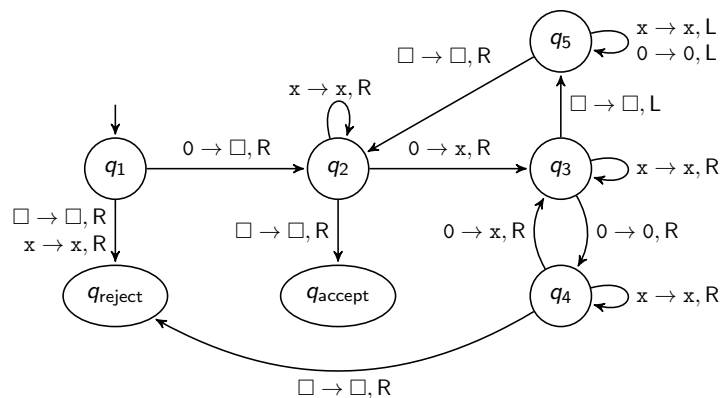 q5
x → x, L
0 → 0, L
□ → □, R
x → x, R
□ → □, L
q1
0 → □, R
q2
0 → x, R
q3
x → x, R
□ → □, R
x → x, R
□ → □, R
0 → x, R
0 → 0, R
qreject
qaccept
q4
x → x, R
□ → □, R